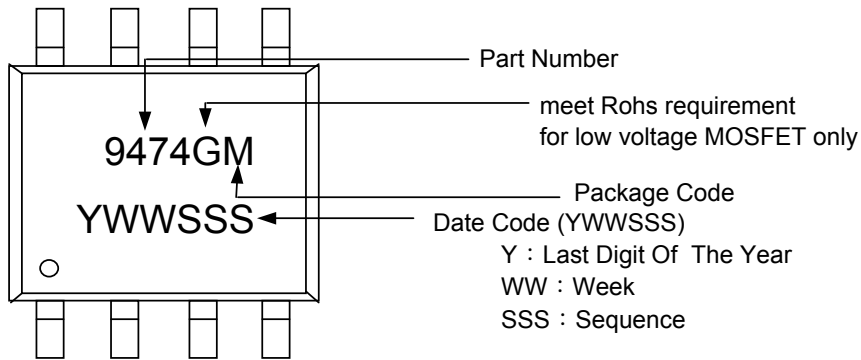 Part Number
meet Rohs requirement
for low voltage MOSFET only
9474GM
Package Code
YWWSSS
Date Code (YWWSSS)
Y：Last Digit Of The Year
WW：Week
SSS：Sequence